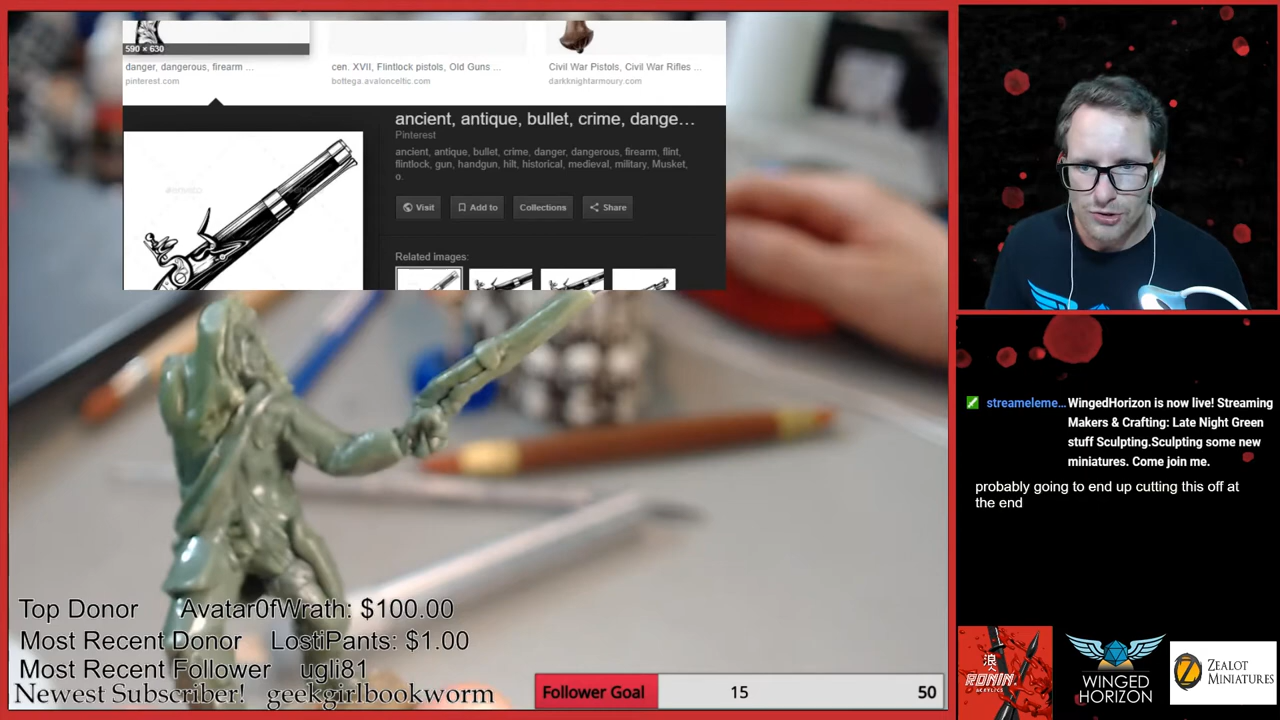 590 × 630
danger, dangerous, firearm ...
pinterest.com
cen. XVII, Flintlock pistols, Old Guns ...
bottega.avalonceltic.com
Civil War Pistols, Civil War Rifles ...
darkknightarmoury.com
ancient, antique, bullet, crime, dange...
Pinterest
ancient, antique, bullet, crime, danger, dangerous, firearm, flint,
flintlock, gun, handgun, hilt, historical, medieval, military, Musket,
o.
Visit
Add to
Collections
Share
Related images:
streameleme...WingedHorizon is now live! Streaming
Makers & Crafting: Late Night Green
stuff Sculpting.Sculpting some new
miniatures. Come join me.
probably going to end up cutting this off at
the end
Top Donor AvatarOfWrath: $100.00
Most Recent Donor LostiPants: $1.00
Most Recent Follower ugli81
Newest Subscriber! geekgirlbookworm
Follower Goal 15 50
浪人
RONIN
ACRYLICS
WINGED
HORIZON
ZEALOT
MINIATURES